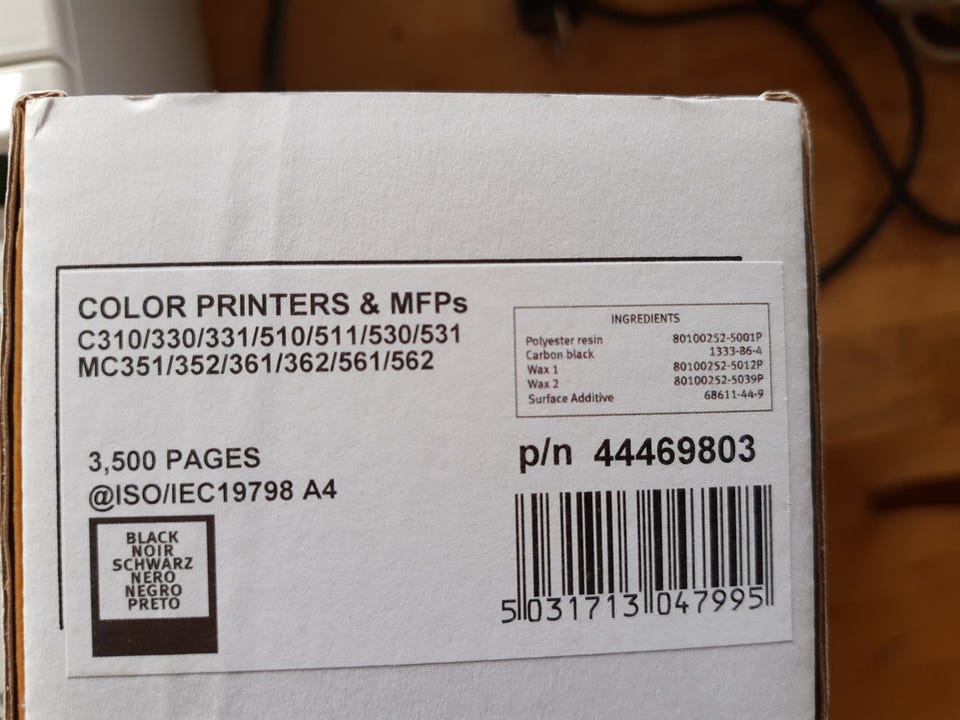 COLOR PRINTERS & MFPs
C310/330/331/510/511/530/531
MC351/352/361/362/561/562
INGREDIENTS
Polyester resin 80100252-5001P
Carbon black 1333-86-4
Wax 1 80100252-5012P
Wax 2 80100252-5039P
Surface Additive 68611-44-9
3,500 PAGES
@ISO/IEC19798 A4
p/n 44469803
BLACK
NOIR
SCHWARZ
NERO
NEGRO
PRETO
5 031713 047995